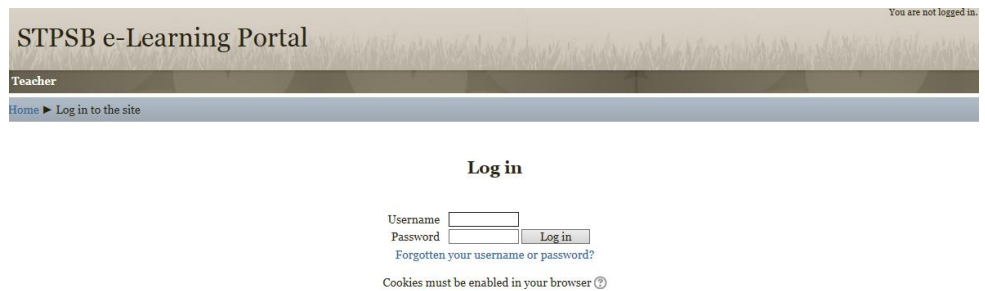 You are not logged in.
STPSB e-Learning Portal
Teacher
Home ► Log in to the site
Log in
Username
Password Log in
Forgotten your username or password?
Cookies must be enabled in your browser ?